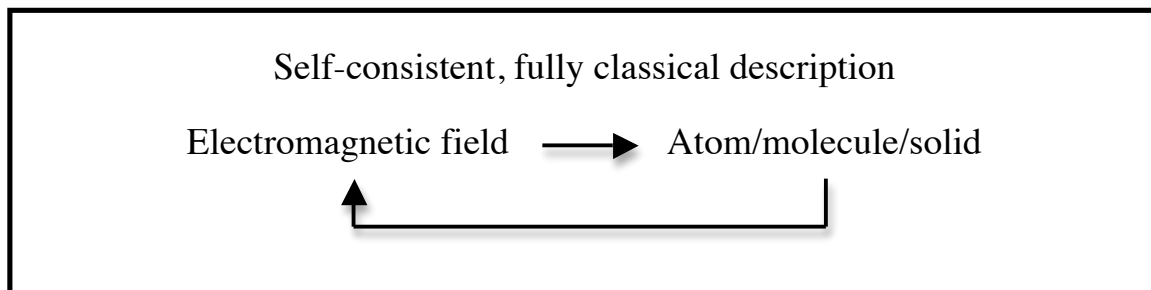 Self-consistent, fully classical description
Electromagnetic field Atom/molecule/solid